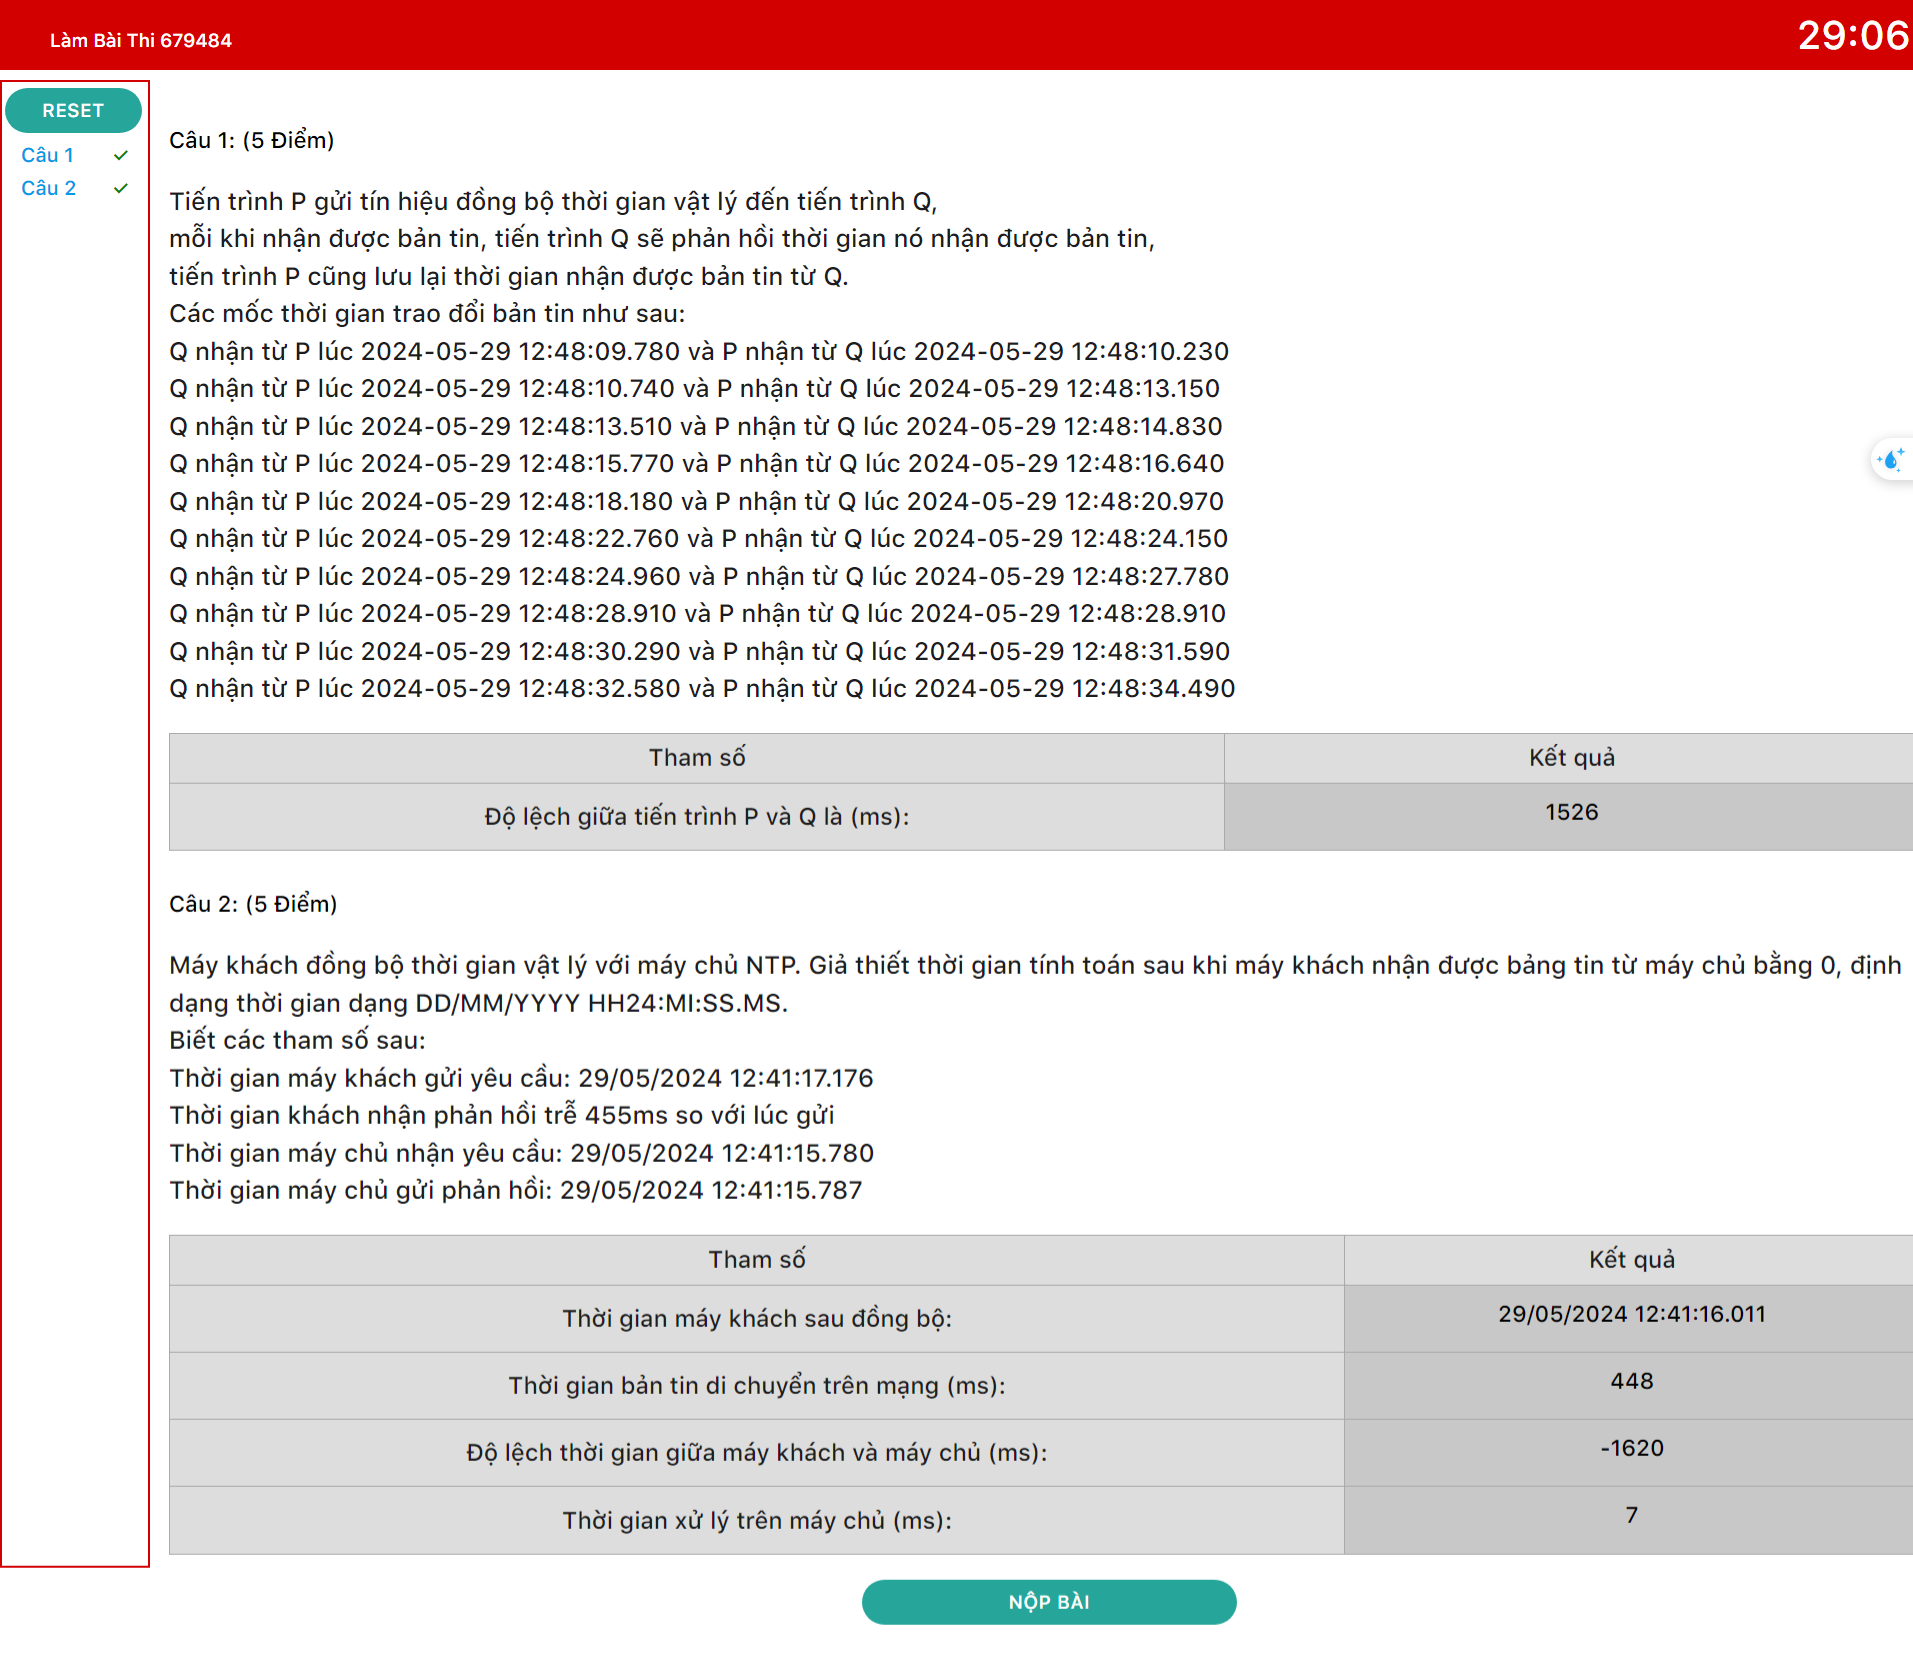 Làm Bài Thi 679484
29:06
RESET
Câu 1
Câu 2
Câu 1: (5 Điểm)
Tiến trình P gửi tín hiệu đồng bộ thời gian vật lý đến tiến trình Q,
mỗi khi nhận được bản tin, tiến trình Q sẽ phản hồi thời gian nó nhận được bản tin,
tiến trình P cũng lưu lại thời gian nhận được bản tin từ Q.
Các mốc thời gian trao đổi bản tin như sau:
Q nhận từ P lúc 2024-05-29 12:48:09.780 và P nhận từ Q lúc 2024-05-29 12:48:10.230
Q nhận từ P lúc 2024-05-29 12:48:10.740 và P nhận từ Q lúc 2024-05-29 12:48:13.150
Q nhận từ P lúc 2024-05-29 12:48:13.510 và P nhận từ Q lúc 2024-05-29 12:48:14.830
Q nhận từ P lúc 2024-05-29 12:48:15.770 và P nhận từ Q lúc 2024-05-29 12:48:16.640
Q nhận từ P lúc 2024-05-29 12:48:18.180 và P nhận từ Q lúc 2024-05-29 12:48:20.970
Q nhận từ P lúc 2024-05-29 12:48:22.760 và P nhận từ Q lúc 2024-05-29 12:48:24.150
Q nhận từ P lúc 2024-05-29 12:48:24.960 và P nhận từ Q lúc 2024-05-29 12:48:27.780
Q nhận từ P lúc 2024-05-29 12:48:28.910 và P nhận từ Q lúc 2024-05-29 12:48:28.910
Q nhận từ P lúc 2024-05-29 12:48:30.290 và P nhận từ Q lúc 2024-05-29 12:48:31.590
Q nhận từ P lúc 2024-05-29 12:48:32.580 và P nhận từ Q lúc 2024-05-29 12:48:34.490
Tham số Kết quả
Độ lệch giữa tiến trình P và Q là (ms): 1526
Câu 2: (5 Điểm)
Máy khách đồng bộ thời gian vật lý với máy chủ NTP. Giả thiết thời gian tính toán sau khi máy khách nhận được bảng tin từ máy chủ bằng 0, định
dạng thời gian dạng DD/MM/YYYY HH24:MI:SS.MS.
Biết các tham số sau:
Thời gian máy khách gửi yêu cầu: 29/05/2024 12:41:17.176
Thời gian khách nhận phản hồi trễ 455ms so với lúc gửi
Thời gian máy chủ nhận yêu cầu: 29/05/2024 12:41:15.780
Thời gian máy chủ gửi phản hồi: 29/05/2024 12:41:15.787
Tham số Kết quả
Thời gian máy khách sau đồng bộ: 29/05/2024 12:41:16.011
Thời gian bản tin di chuyển trên mạng (ms): 448
Độ lệch thời gian giữa máy khách và máy chủ (ms): -1620
Thời gian xử lý trên máy chủ (ms): 7
NỘP BÀI